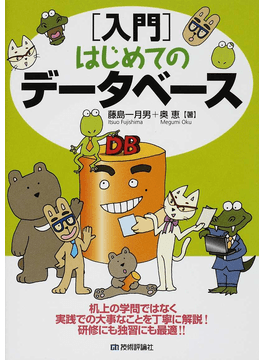 [入門]
はじめての
データベース
藤島一月男+奥 恵【著】
Itsuo Fujishima Megumi Oku
DB
机上の学問ではなく
実践での大事なことを丁寧に解説!
研修にも独習にも最適!!
技術評論社